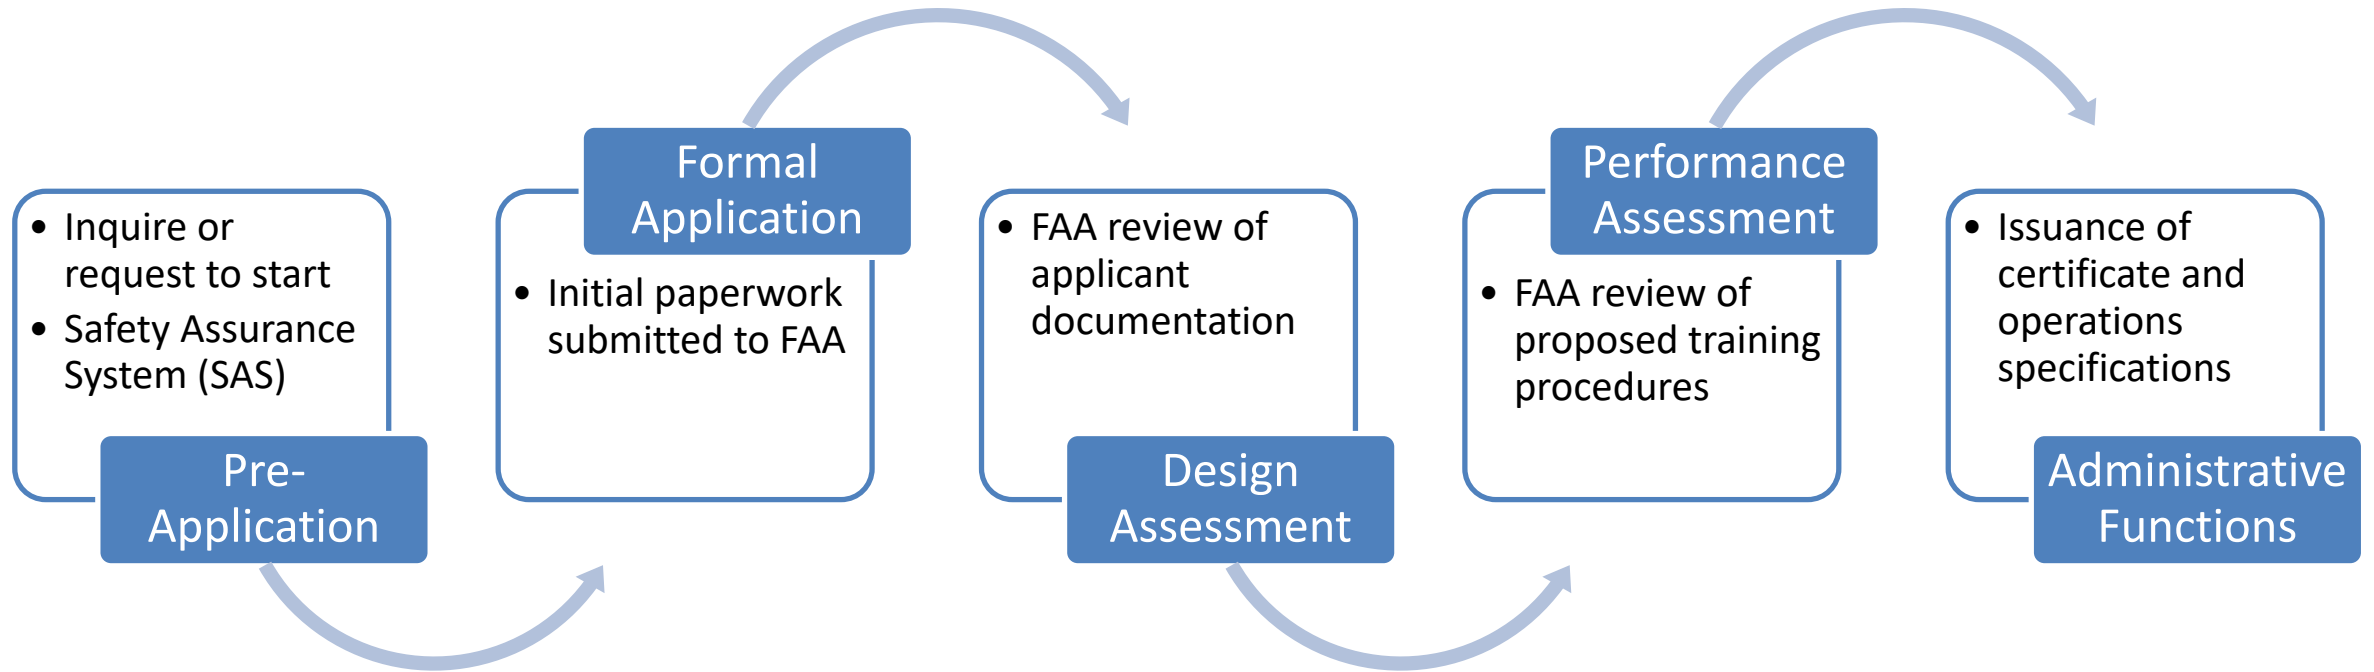 • Inquire or
request to start
• Safety Assurance
System (SAS)
Pre-
Application
Formal
Application
• Initial paperwork
submitted to FAA
• FAA review of
applicant
documentation
Design
Assessment
Performance
Assessment
• FAA review of
proposed training
procedures
• Issuance of
certificate and
operations
specifications
Administrative
Functions